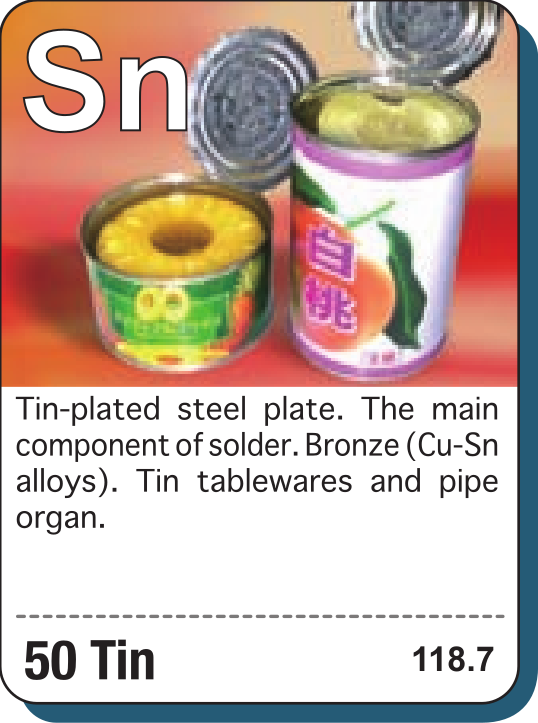 Sn
白
桃
Tin-plated steel plate. The main
component of solder. Bronze (Cu-Sn
alloys). Tin tablewares and pipe
organ.
50 Tin
118.7